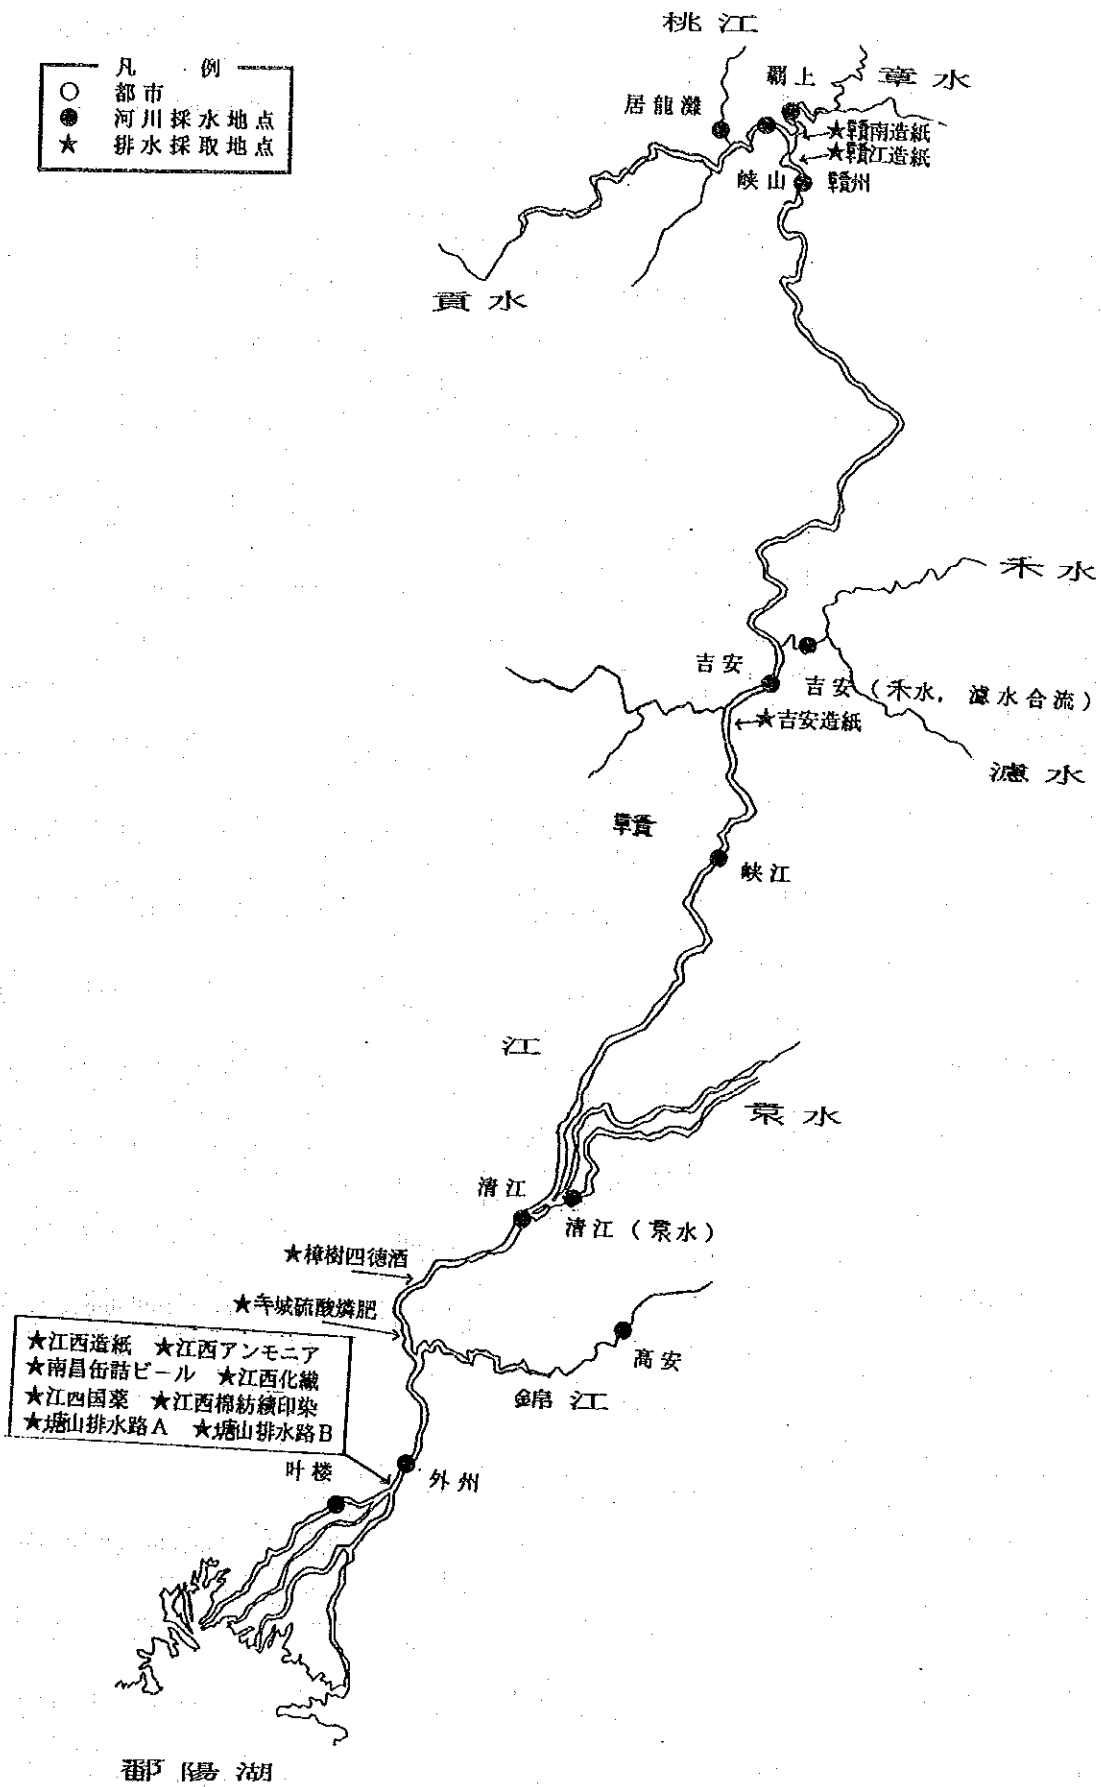 桃江
凡 例
○ 都市
● 河川採水地点
★ 排水採取地点
覇上
章水
居龍灘
★贛南造紙
★贛江造紙
峡山
贛州
貢水
禾水
吉安
吉安（禾水，瀘水合流）
★吉安造紙
瀘水
贛
峡江
江
袁水
清江
清江（袁水）
★樟樹四徳酒
硫酸燐肥
★江西造紙 ★江西アンモニア
★南昌缶詰ビール ★江西化繊
★江西国薬 ★江西棉紡績印染
★塘山排水路A ★塘山排水路B
高安
錦江
叶楼
外州
鄱陽湖